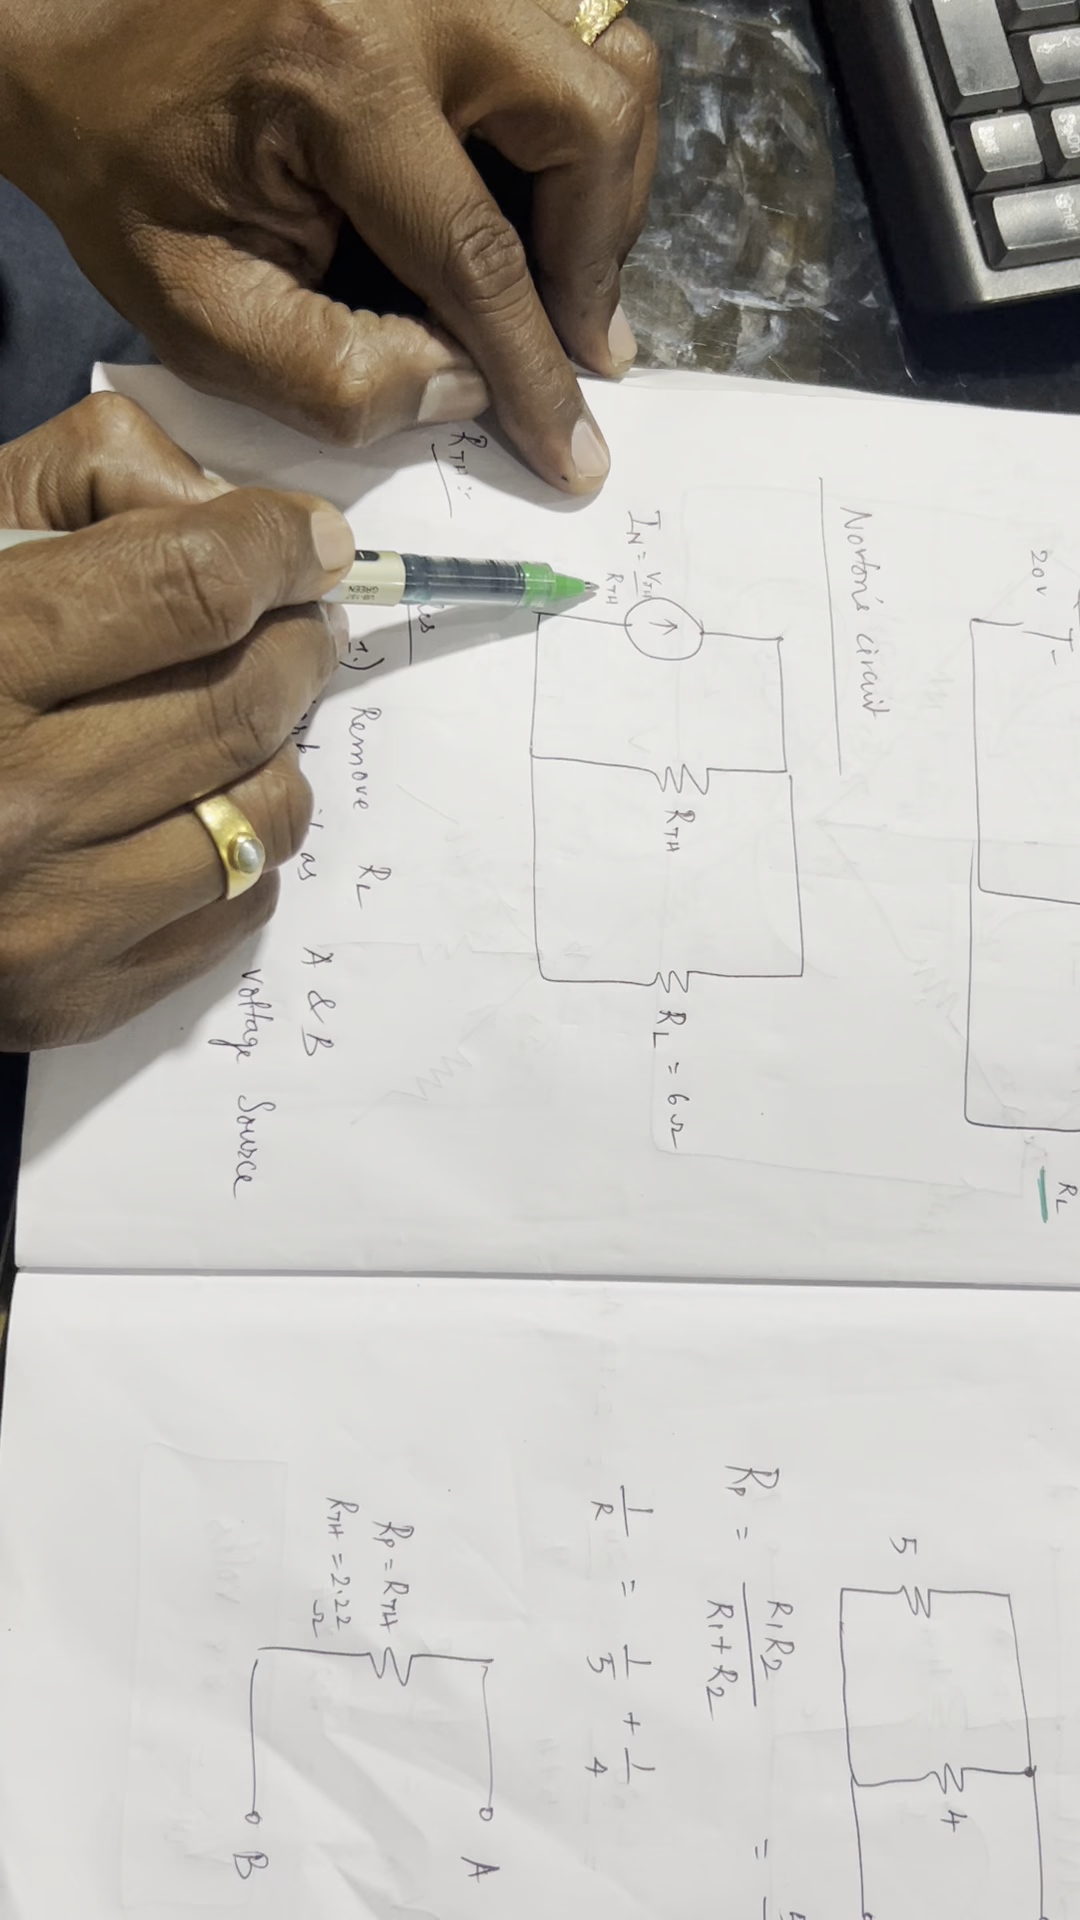 20V
RL
Norton's circuit
IN = VTH
RTH
RTH
RL = 6Ω
RTH :-
1.) Remove RL
as A & B
Voltage Source
5
4
Rp = R1R2
R1 + R2
=
1/R = 1/5 + 1/4
Rp = RTH
RTH = 2.22
Ω
A
B